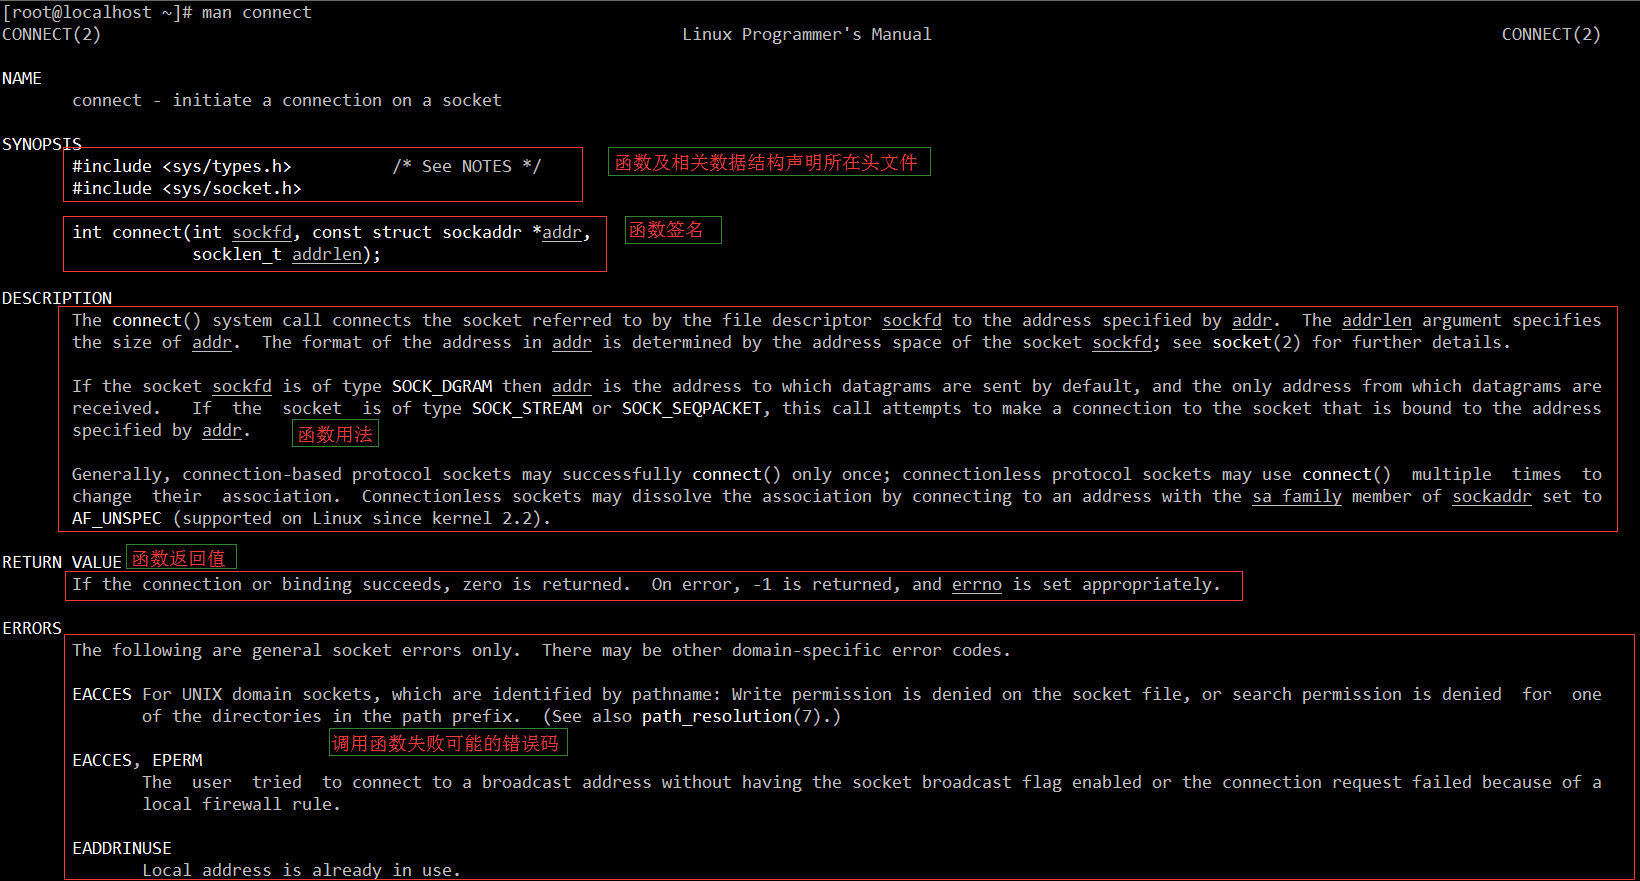 [root@localhost ~]# man connect
CONNECT(2) Linux Programmer's Manual CONNECT(2)
NAME
connect - initiate a connection on a socket
SYNOPSIS
#include <sys/types.h> /* See NOTES */ 函数及相关数据结构声明所在头文件
#include <sys/socket.h>
int connect(int sockfd, const struct sockaddr *addr, 函数签名
socklen_t addrlen);
DESCRIPTION
The connect() system call connects the socket referred to by the file descriptor sockfd to the address specified by addr. The addrlen argument specifies
the size of addr. The format of the address in addr is determined by the address space of the socket sockfd; see socket(2) for further details.
If the socket sockfd is of type SOCK_DGRAM then addr is the address to which datagrams are sent by default, and the only address from which datagrams are
received. If the socket is of type SOCK_STREAM or SOCK_SEQPACKET, this call attempts to make a connection to the socket that is bound to the address
specified by addr. 函数用法
Generally, connection-based protocol sockets may successfully connect() only once; connectionless protocol sockets may use connect() multiple times to
change their association. Connectionless sockets may dissolve the association by connecting to an address with the sa_family member of sockaddr set to
AF_UNSPEC (supported on Linux since kernel 2.2).
RETURN VALUE 函数返回值
If the connection or binding succeeds, zero is returned. On error, -1 is returned, and errno is set appropriately.
ERRORS
The following are general socket errors only. There may be other domain-specific error codes.
EACCES For UNIX domain sockets, which are identified by pathname: Write permission is denied on the socket file, or search permission is denied for one
of the directories in the path prefix. (See also path_resolution(7).)
调用函数失败可能的错误码
EACCES, EPERM
The user tried to connect to a broadcast address without having the socket broadcast flag enabled or the connection request failed because of a
local firewall rule.
EADDRINUSE
Local address is already in use.